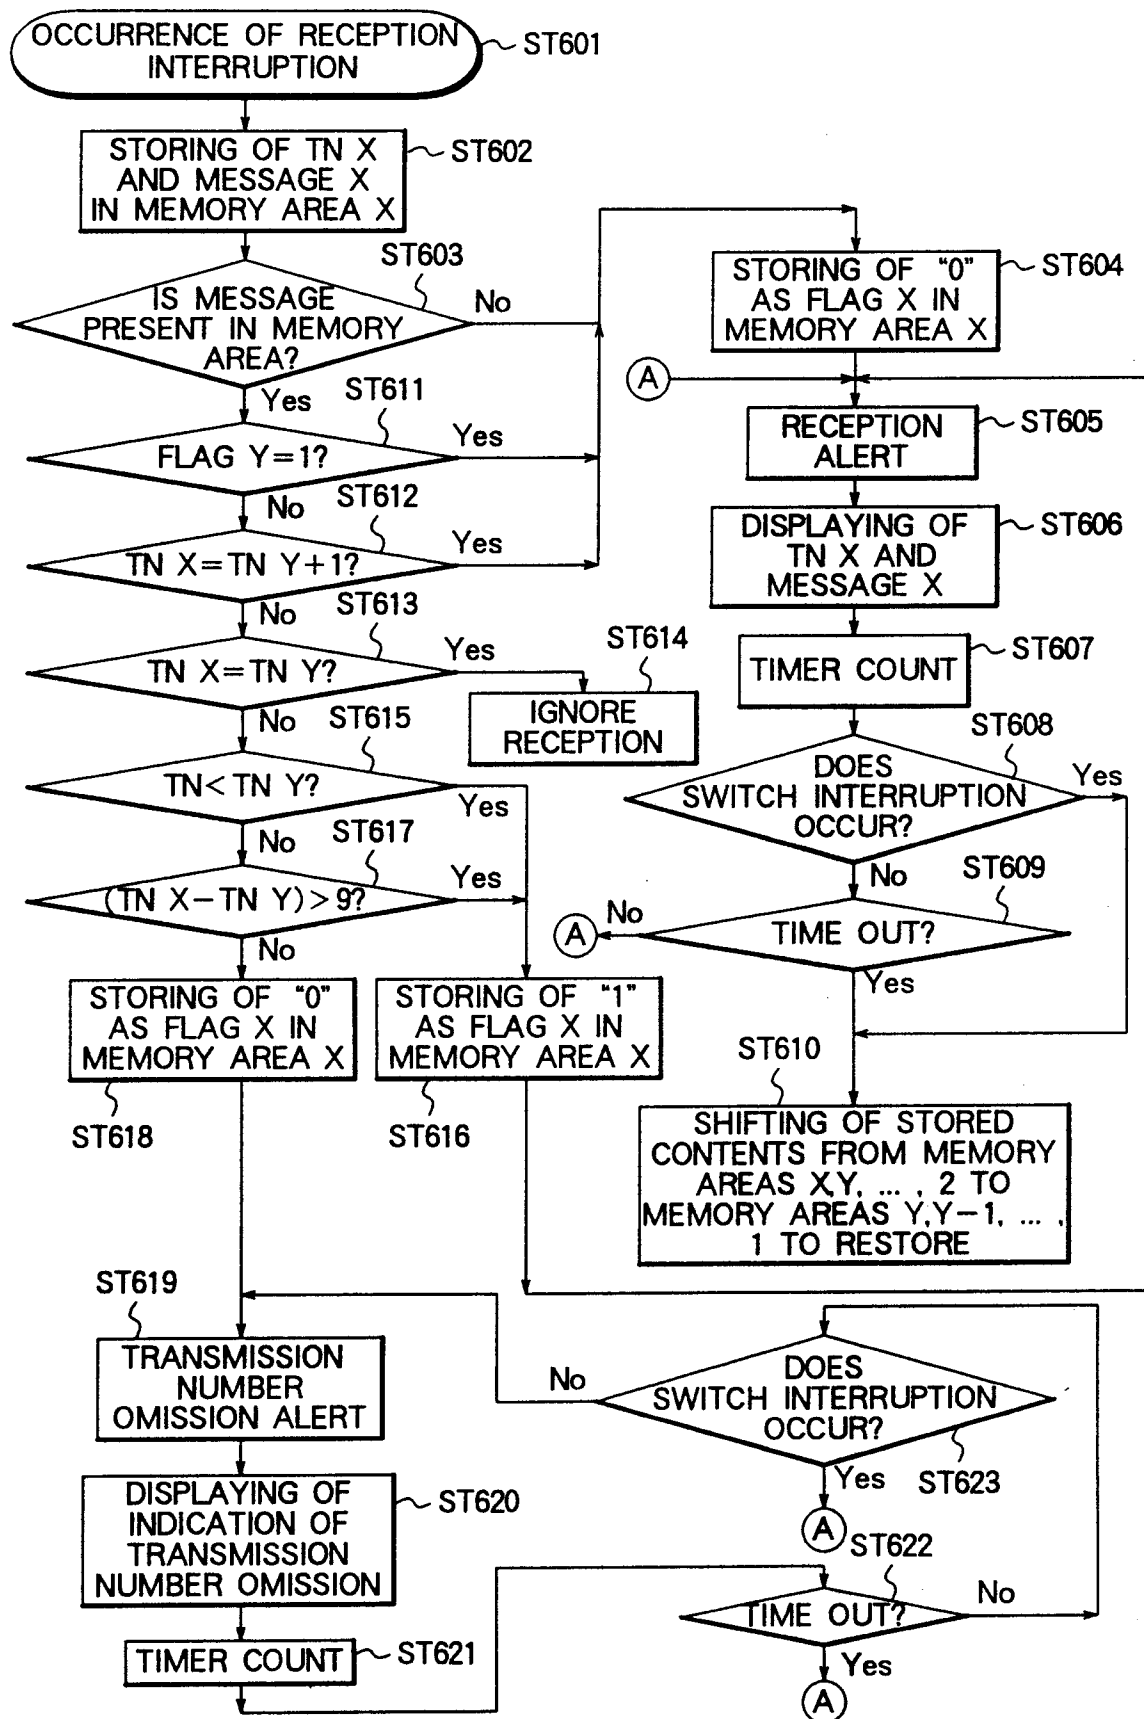 OCCURRENCE OF RECEPTION
INTERRUPTION
ST601
STORING OF TN X
AND MESSAGE X
IN MEMORY AREA X
ST602
ST603
IS MESSAGE
PRESENT IN MEMORY
AREA?
No
Yes
ST611
FLAG Y=1?
Yes
No
ST612
TN X=TN Y+1?
Yes
No
ST613
TN X=TN Y?
Yes
No
ST614
IGNORE
RECEPTION
ST615
TN<TN Y?
Yes
No
ST617
(TN X-TN Y)>9?
Yes
No
STORING OF "0"
AS FLAG X IN
MEMORY AREA X
ST618
STORING OF "1"
AS FLAG X IN
MEMORY AREA X
ST616
STORING OF "0"
AS FLAG X IN
MEMORY AREA X
ST604
A
RECEPTION
ALERT
ST605
DISPLAYING OF
TN X AND
MESSAGE X
ST606
TIMER COUNT
ST607
ST608
DOES
SWITCH INTERRUPTION
OCCUR?
Yes
No
ST609
TIME OUT?
No
A
Yes
ST610
SHIFTING OF STORED
CONTENTS FROM MEMORY
AREAS X,Y, ... , 2 TO
MEMORY AREAS Y,Y-1, ... ,
1 TO RESTORE
ST619
TRANSMISSION
NUMBER
OMISSION ALERT
DISPLAYING OF
INDICATION OF
TRANSMISSION
NUMBER OMISSION
ST620
TIMER COUNT
ST621
DOES
SWITCH INTERRUPTION
OCCUR?
No
Yes
ST623
A
ST622
TIME OUT?
No
Yes
A